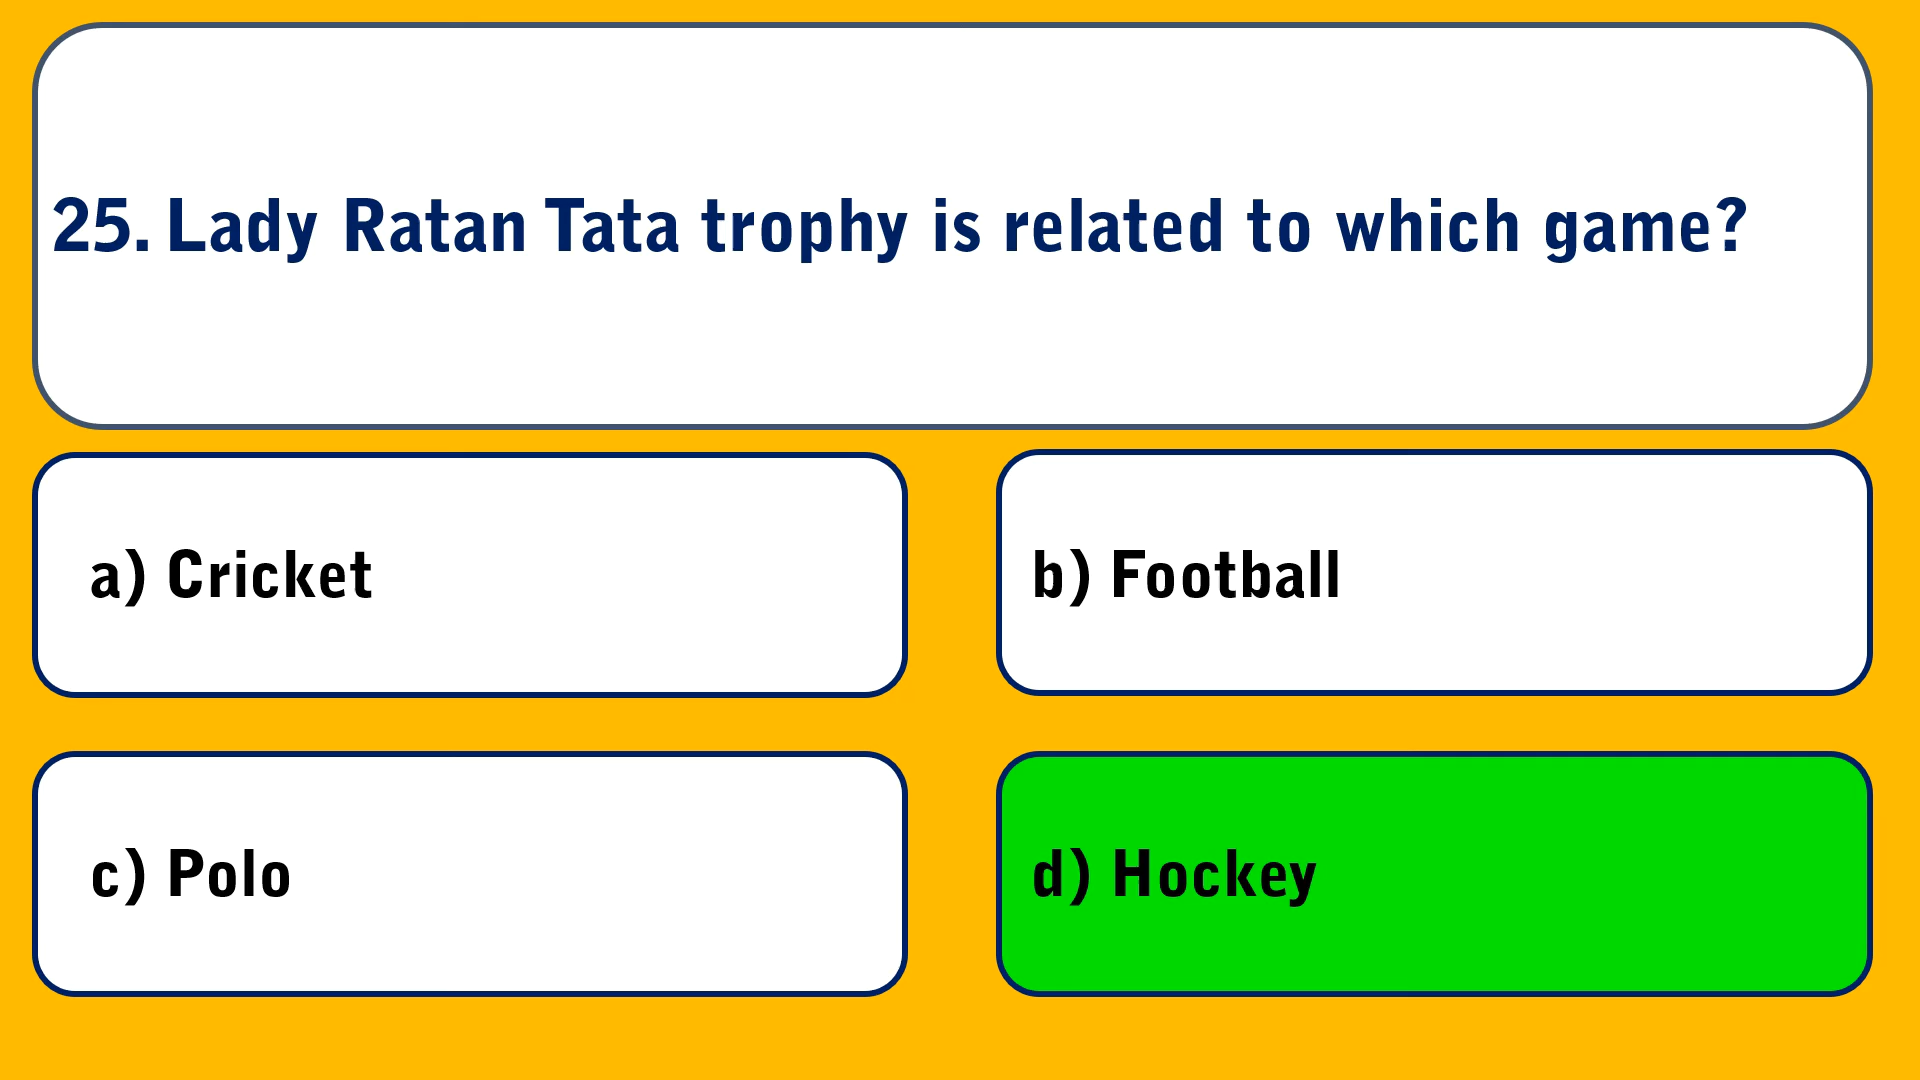 25. Lady Ratan Tata trophy is related to which game?
a) Cricket
b) Football
c) Polo
d) Hockey